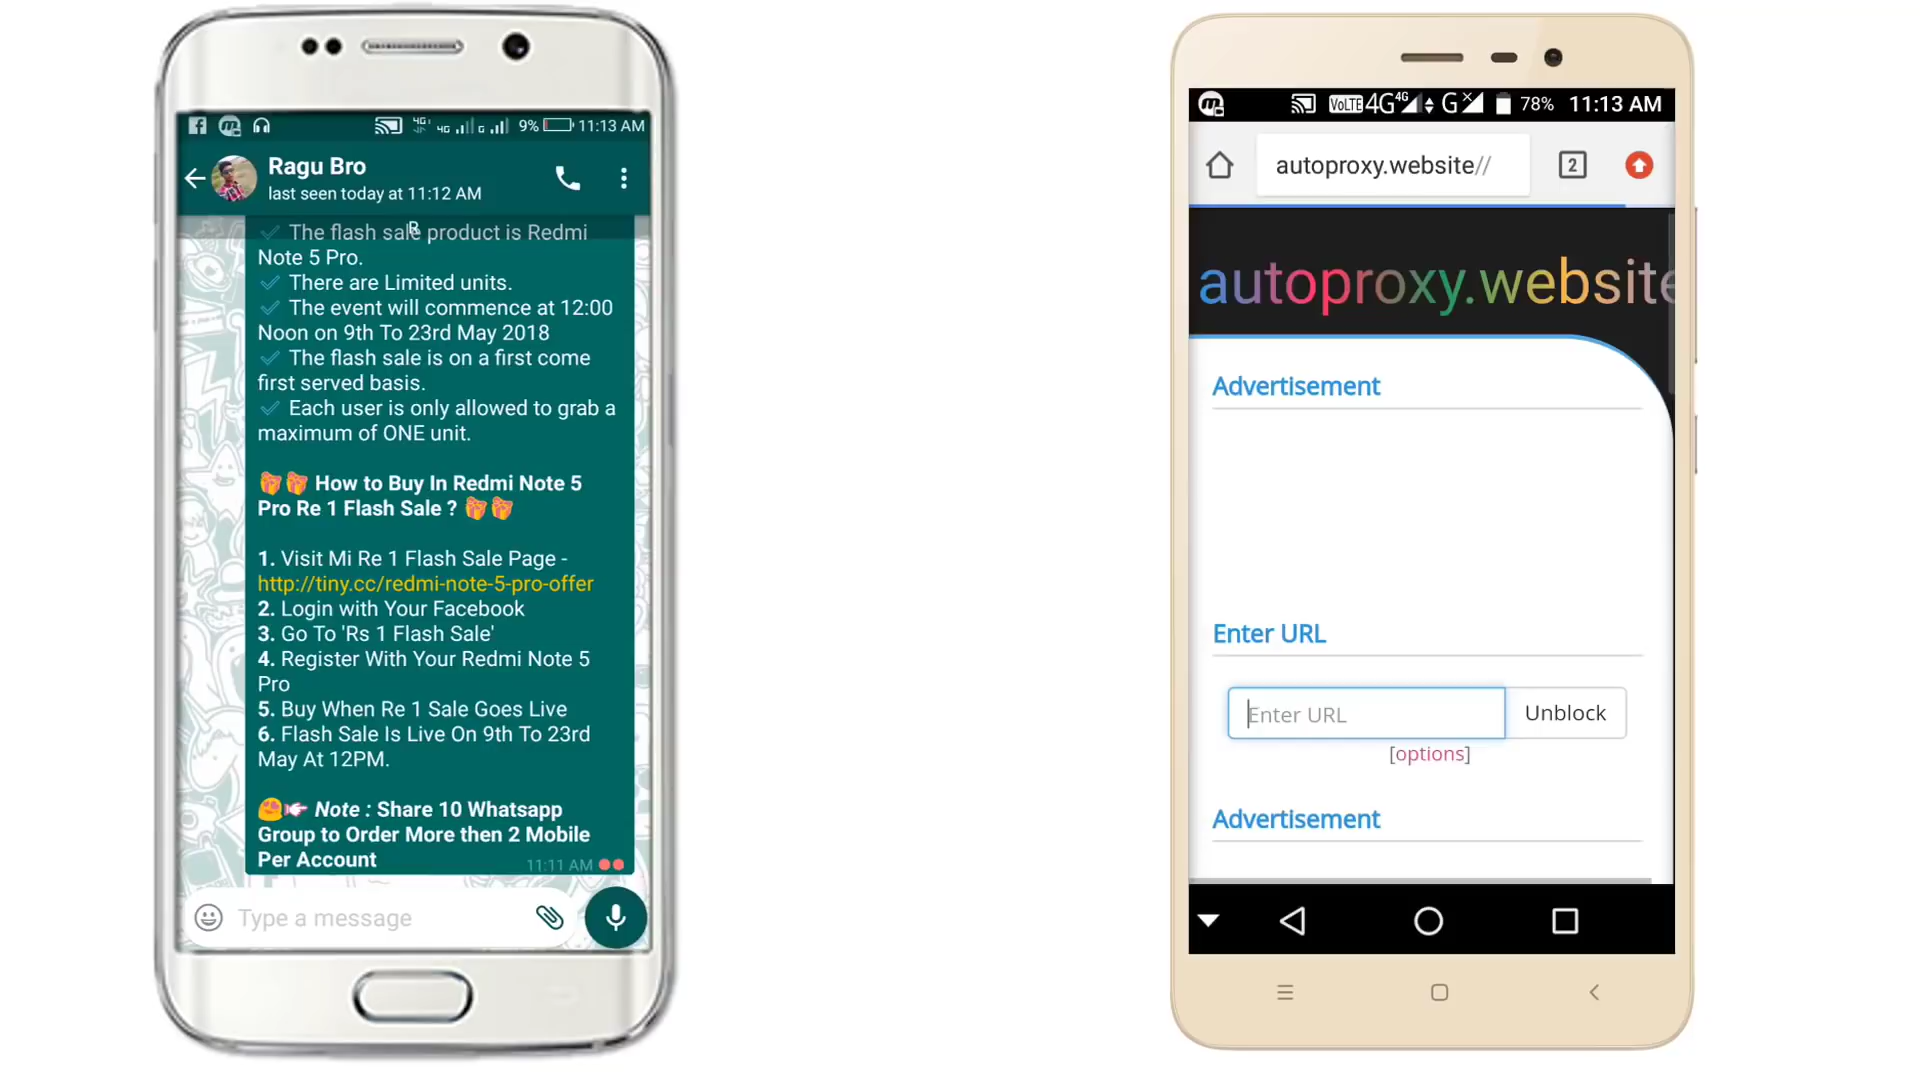 9% 11:13 AM
Ragu Bro
last seen today at 11:12 AM
The flash sale product is Redmi
Note 5 Pro.
There are Limited units.
The event will commence at 12:00
Noon on 9th To 23rd May 2018
The flash sale is on a first come
first served basis.
Each user is only allowed to grab a
maximum of ONE unit.
How to Buy In Redmi Note 5
Pro Re 1 Flash Sale ?
1. Visit Mi Re 1 Flash Sale Page -
http://tiny.cc/redmi-note-5-pro-offer
2. Login with Your Facebook
3. Go To 'Rs 1 Flash Sale'
4. Register With Your Redmi Note 5
Pro
5. Buy When Re 1 Sale Goes Live
6. Flash Sale Is Live On 9th To 23rd
May At 12PM.
Note : Share 10 Whatsapp
Group to Order More then 2 Mobile
Per Account
11:11 AM
Type a message
VoLTE 4G 4G G 78% 11:13 AM
autoproxy.website//
2
autoproxy.website
Advertisement
Enter URL
Enter URL
Unblock
[options]
Advertisement